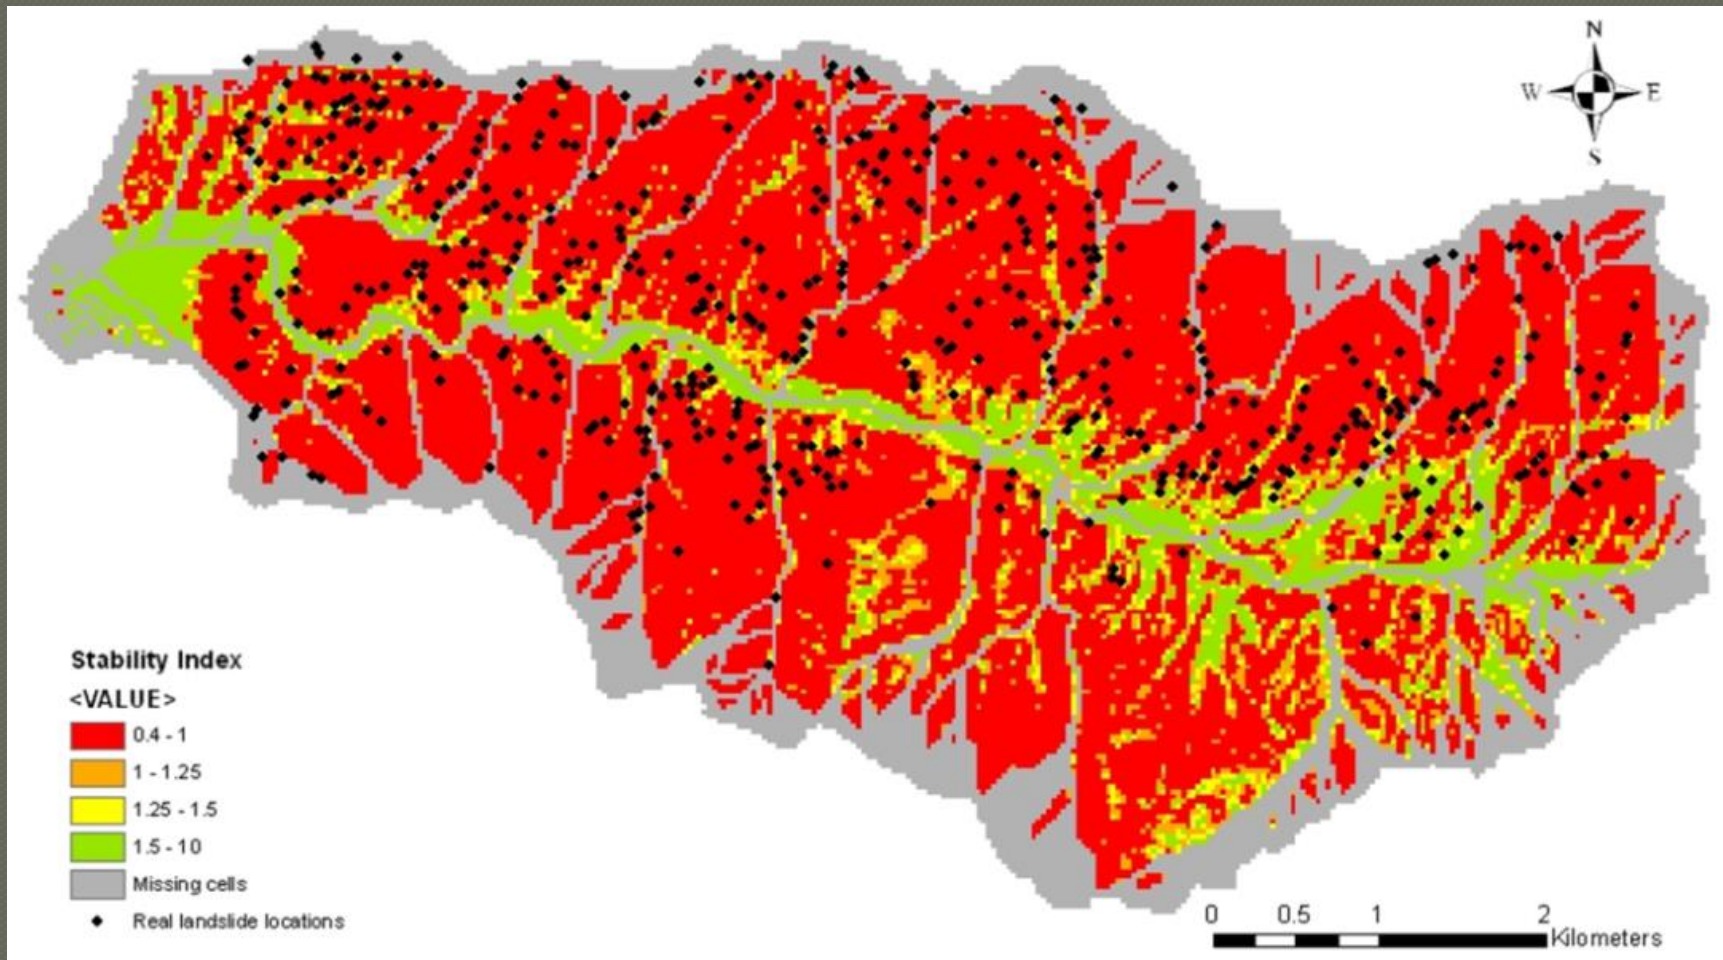 N
W E
S
Stability Index
<VALUE>
0.4 - 1
1 - 1.25
1.25 - 1.5
1.5 - 10
Missing cells
Real landslide locations
0 0.5 1 2
Kilometers